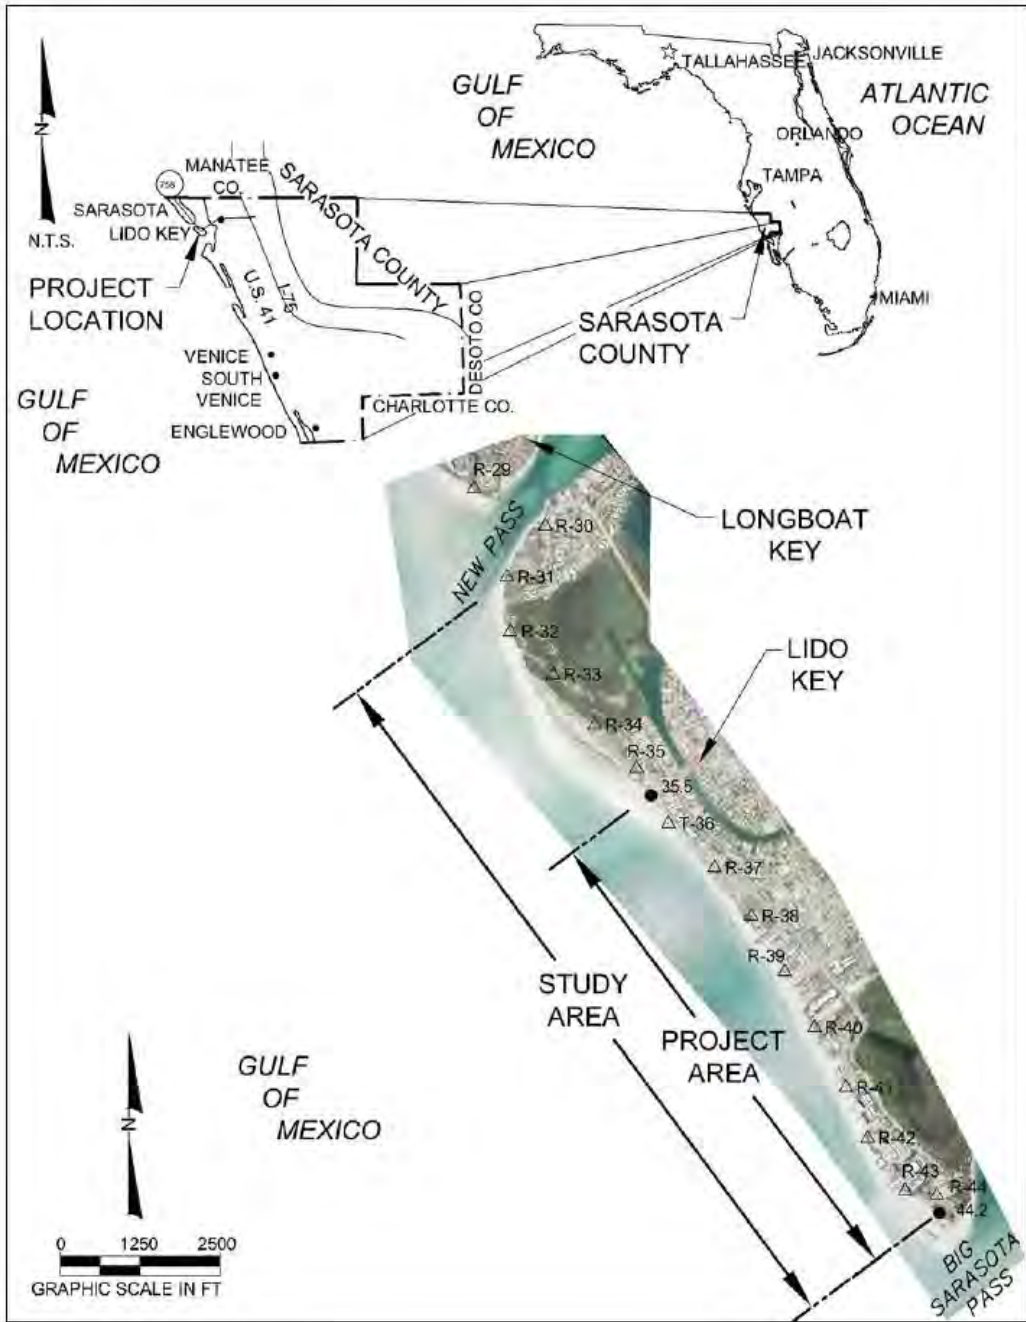 GULF
OF
MEXICO
TALLAHASSEE
JACKSONVILLE
ATLANTIC
OCEAN
ORLANDO
TAMPA
MIAMI
SARASOTA
COUNTY
N
N.T.S.
758
MANATEE
CO.
SARASOTA COUNTY
SARASOTA
LIDO KEY
PROJECT
LOCATION
U.S. 41
I-75
DESOTO CO.
VENICE
SOUTH
VENICE
CHARLOTTE CO.
ENGLEWOOD
GULF
OF
MEXICO
R-29
NEW PASS
R-30
LONGBOAT
KEY
R-31
R-32
LIDO
KEY
R-33
R-34
R-35
35.5
T-36
R-37
R-38
R-39
STUDY
AREA
R-40
PROJECT
AREA
R-41
R-42
R-43
R-44
44.2
BIG
SARASOTA
PASS
GULF
OF
MEXICO
N
0 1250 2500
GRAPHIC SCALE IN FT